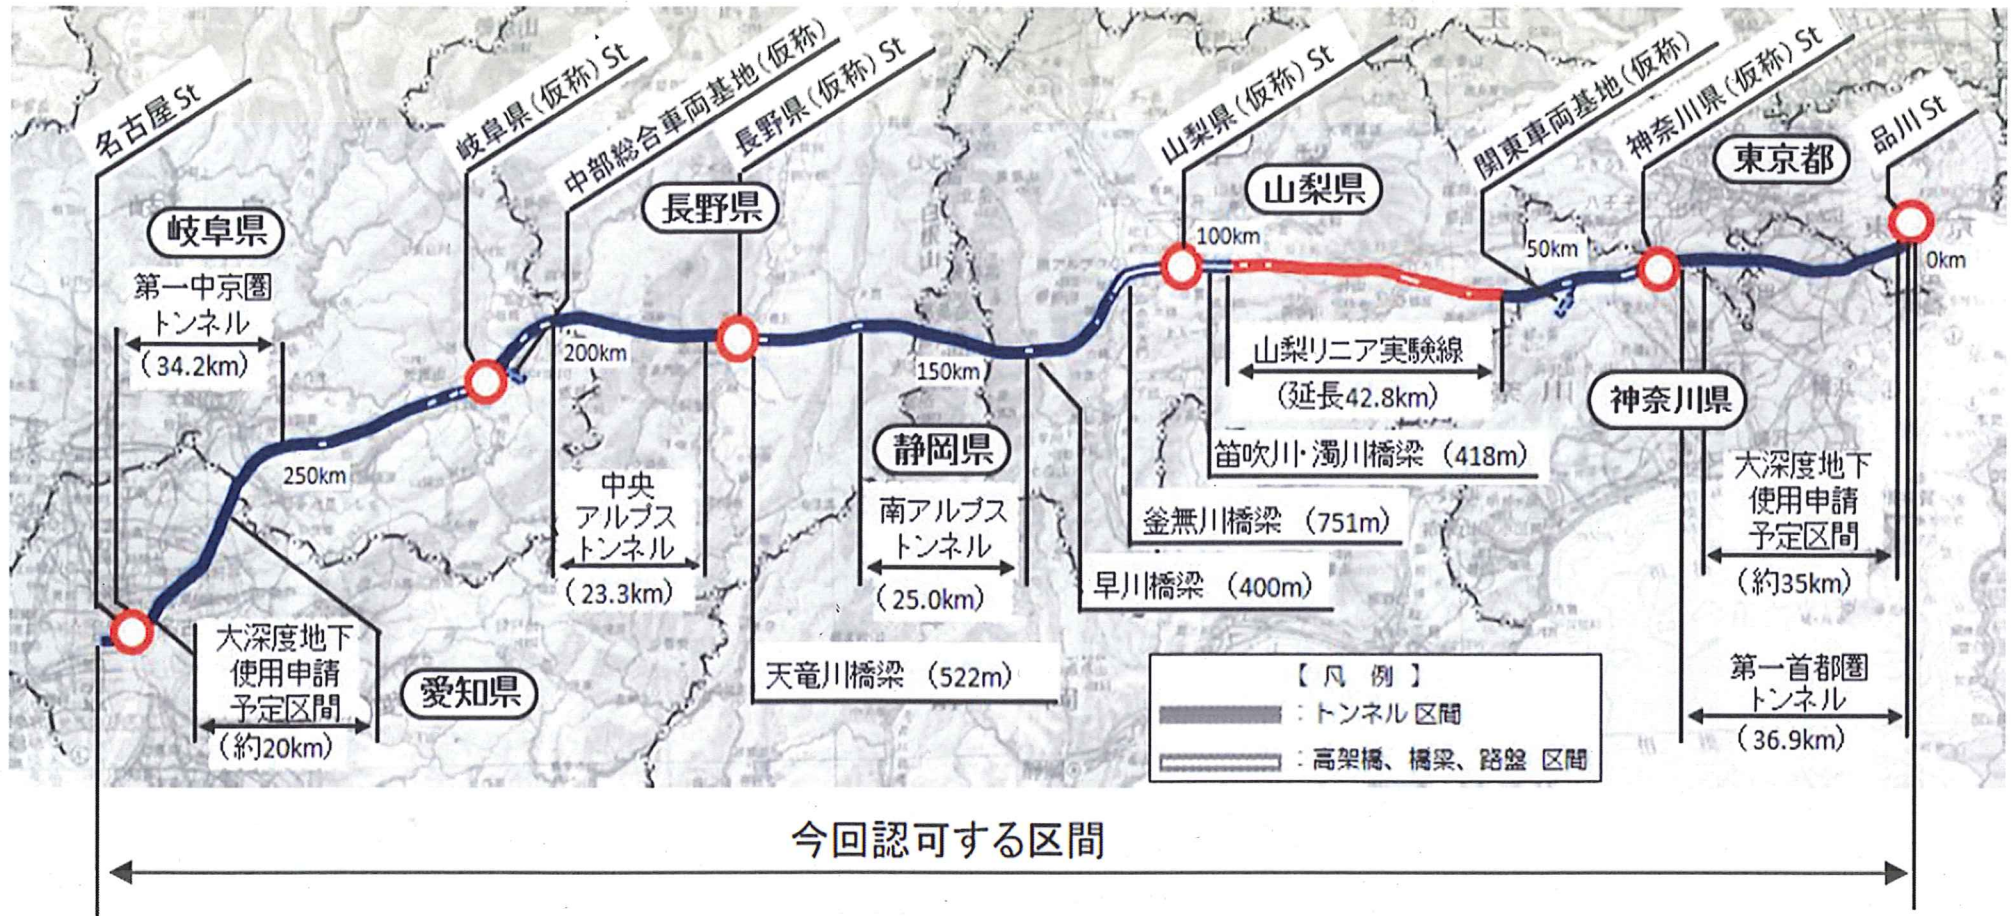 名古屋St
岐阜県(仮称)St
中部総合車両基地(仮称)
長野県(仮称)St
山梨県(仮称)St
関東車両基地(仮称)
神奈川県(仮称)St
品川St
岐阜県
長野県
山梨県
東京都
静岡県
神奈川県
愛知県
0km
50km
100km
150km
200km
250km
第一中京圏
トンネル
(34.2km)
大深度地下
使用申請
予定区間
(約20km)
中央
アルプス
トンネル
(23.3km)
天竜川橋梁 (522m)
南アルプス
トンネル
(25.0km)
早川橋梁 (400m)
釜無川橋梁 (751m)
笛吹川・濁川橋梁 (418m)
山梨リニア実験線
(延長42.8km)
大深度地下
使用申請
予定区間
(約35km)
第一首都圏
トンネル
(36.9km)
【凡例】
:トンネル 区間
:高架橋、橋梁、路盤 区間
今回認可する区間